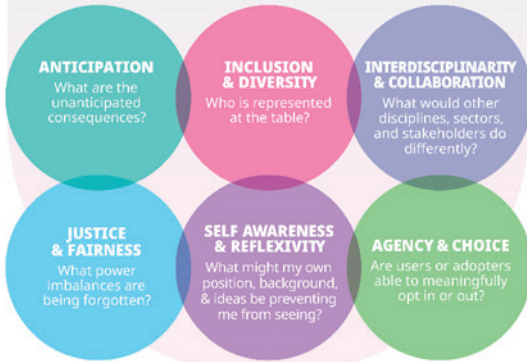 ANTICIPATION
What are the
unanticipated
consequences?
INCLUSION
& DIVERSITY
Who is represented
at the table?
INTERDISCIPLINARITY
& COLLABORATION
What would other
disciplines, sectors,
and stakeholders do
differently?
JUSTICE
& FAIRNESS
What power
imbalances are
being forgotten?
SELF AWARENESS
& REFLEXIVITY
What might my own
position, background,
& ideas be preventing
me from seeing?
AGENCY & CHOICE
Are users or adopters
able to meaningfully
opt in or out?